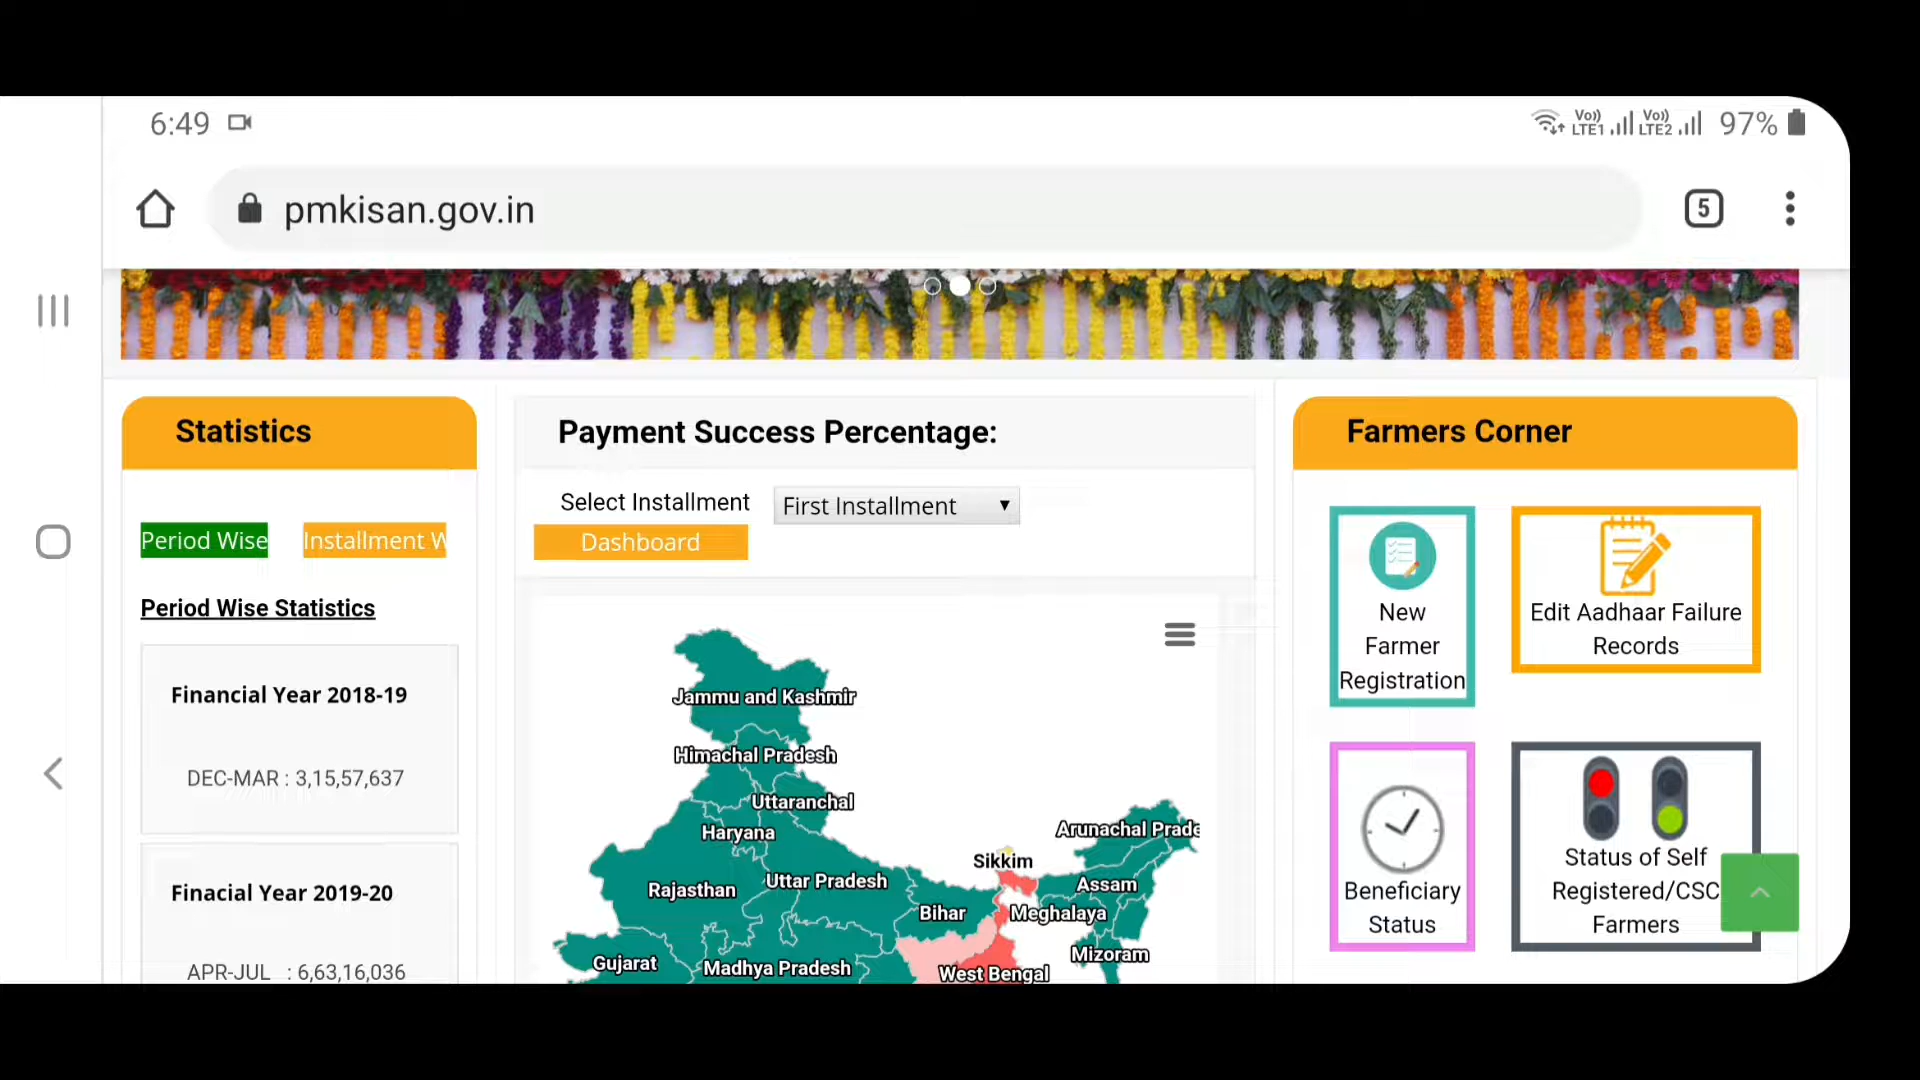 6:49
Vo)) LTE1 Vo)) LTE2 97%
pmkisan.gov.in
5
Statistics
Period Wise
Installment W
Period Wise Statistics
Financial Year 2018-19
DEC-MAR : 3,15,57,637
Finacial Year 2019-20
APR-JUL : 6,63,16,036
Payment Success Percentage:
Select Installment
First Installment
Dashboard
Jammu and Kashmir
Himachal Pradesh
Uttaranchal
Haryana
Arunachal Prade
Sikkim
Uttar Pradesh
Rajasthan
Assam
Bihar
Meghalaya
Mizoram
Gujarat
Madhya Pradesh
West Bengal
Farmers Corner
New
Farmer
Registration
Edit Aadhaar Failure
Records
Beneficiary
Status
Status of Self
Registered/CSC
Farmers